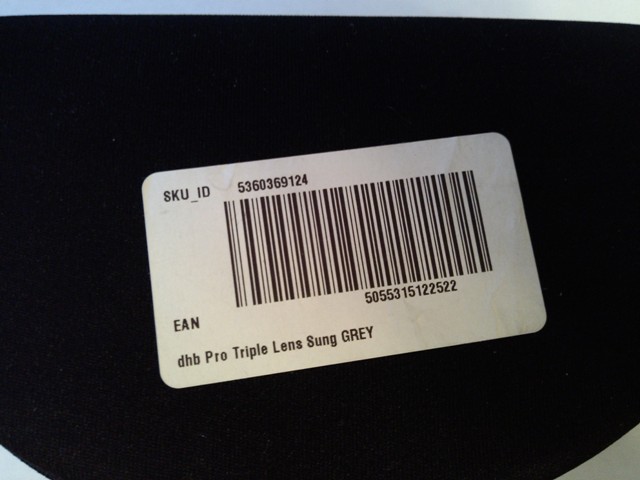 SKU_ID 5360369124
5055315122522
EAN
dhb Pro Triple Lens Sung GREY